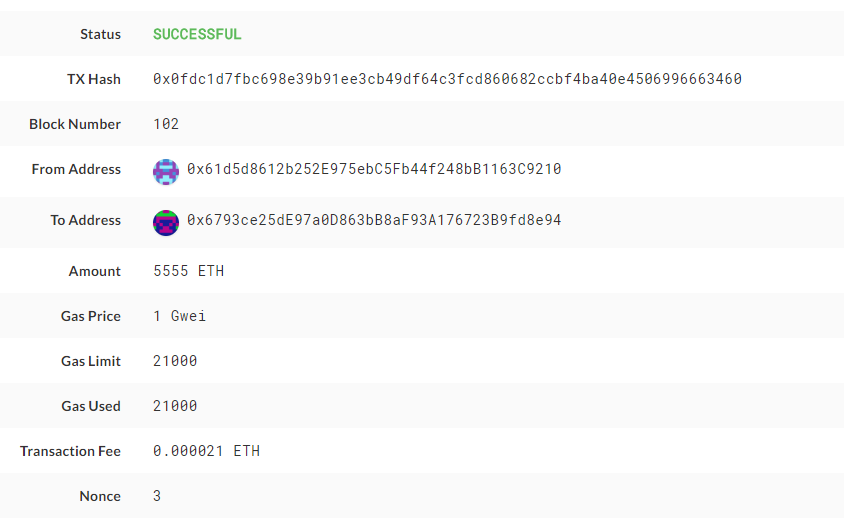 Status SUCCESSFUL
TX Hash 0x0fdc1d7fbc698e39b91ee3cb49df64c3fcd860682ccbf4ba40e4506996663460
Block Number 102
From Address 0x61d5d8612b252E975ebC5Fb44f248bB1163C9210
To Address 0x6793ce25dE97a0D863bB8aF93A176723B9fd8e94
Amount 5555 ETH
Gas Price 1 Gwei
Gas Limit 21000
Gas Used 21000
Transaction Fee 0.000021 ETH
Nonce 3